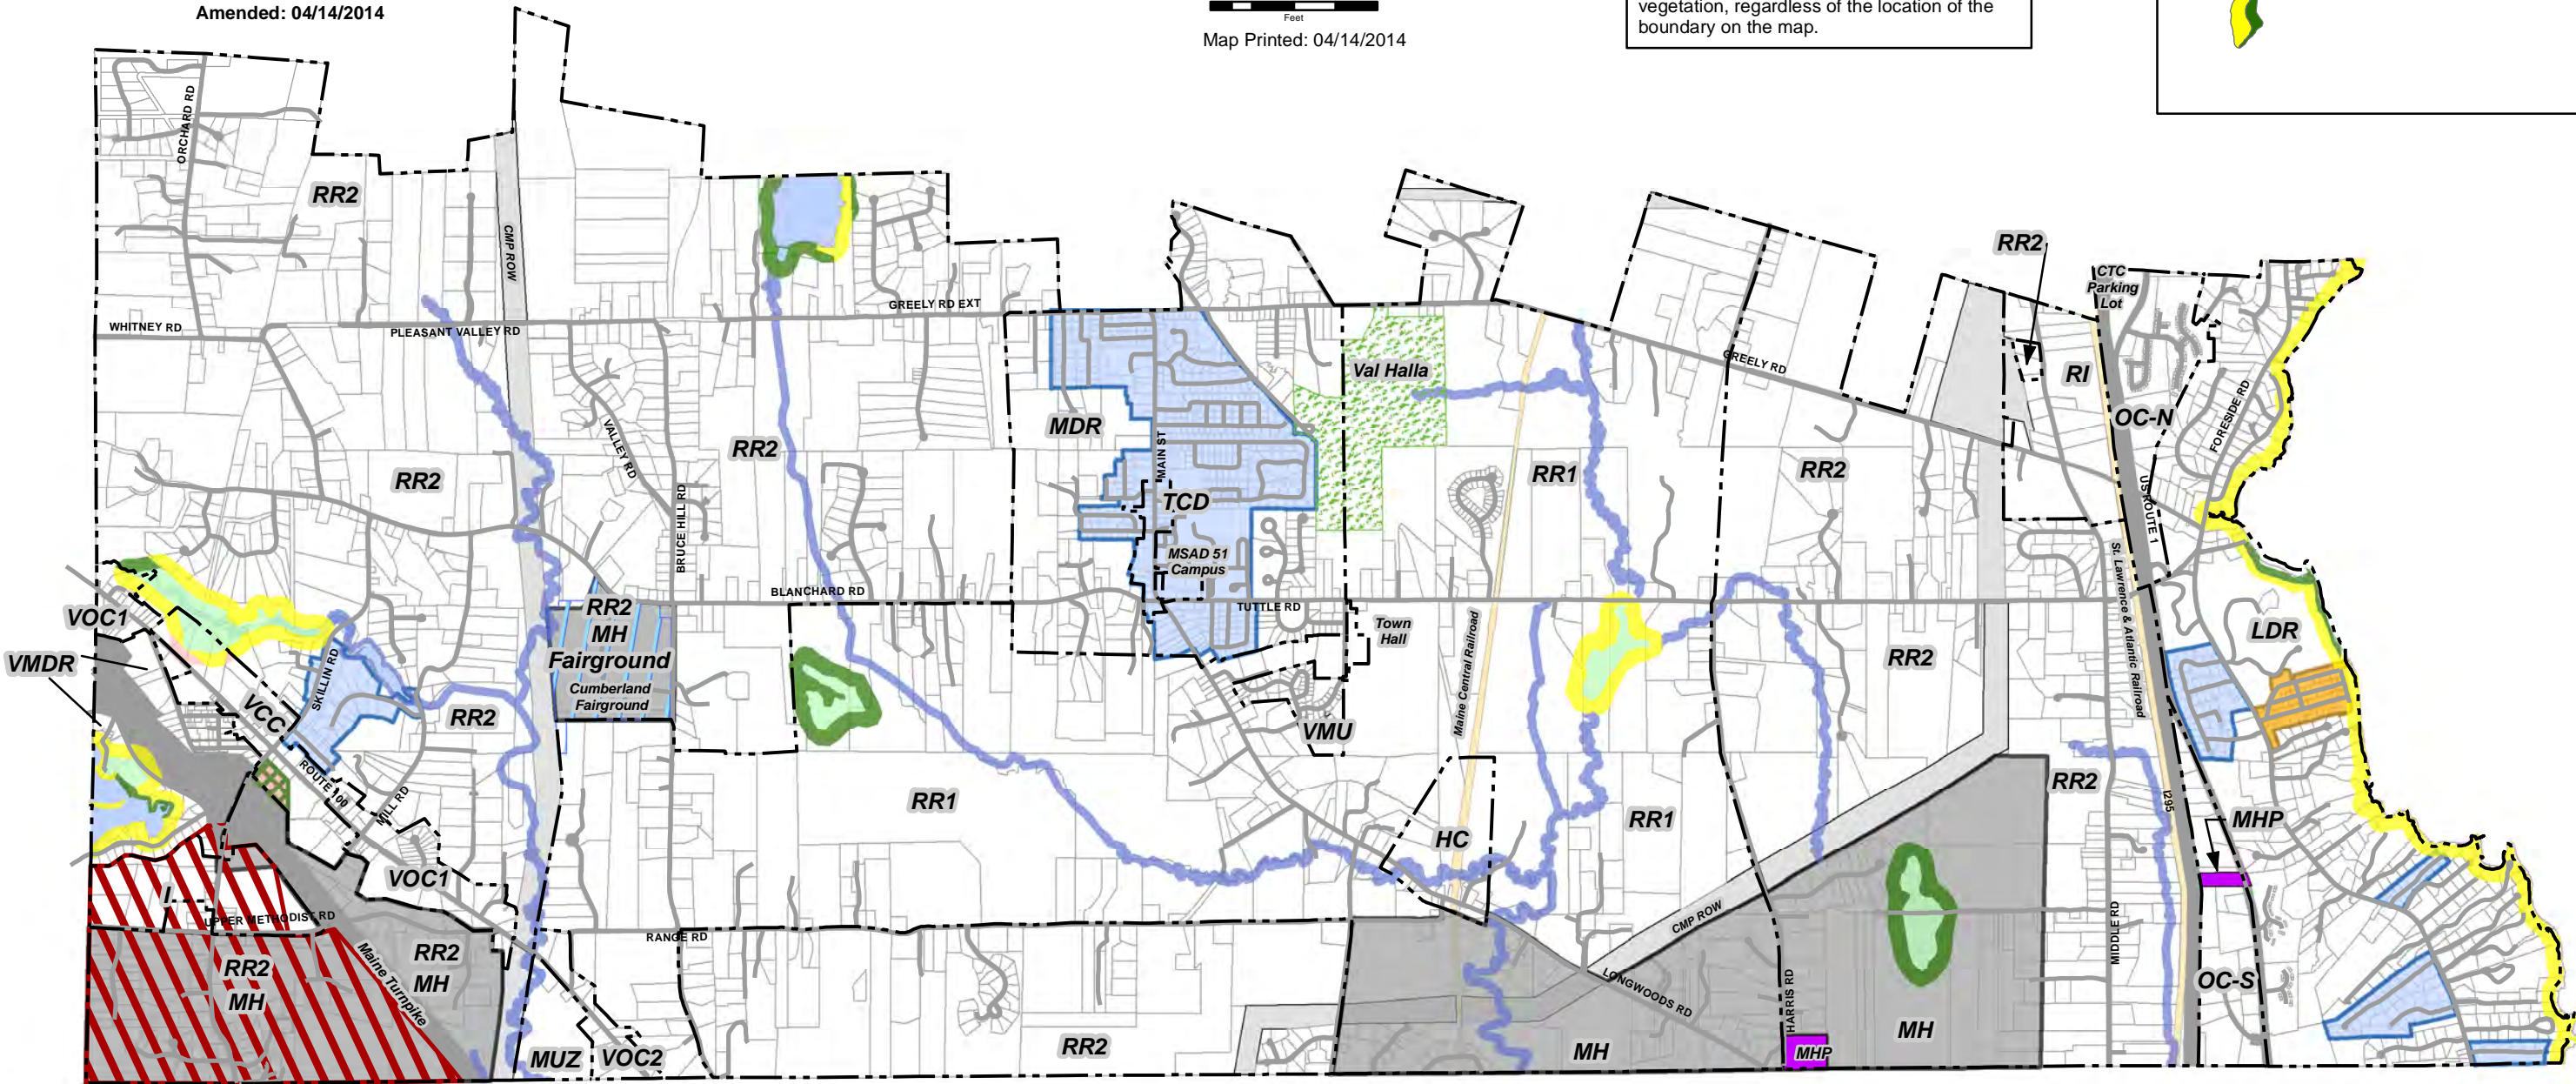 Amended: 04/14/2014
Feet
Map Printed: 04/14/2014
vegetation, regardless of the location of the
boundary on the map.
ORCHARD RD
RR2
CMP ROW
WHITNEY RD
PLEASANT VALLEY RD
GREELY RD EXT
RR2
CTC
Parking
Lot
Val Halla
GREELY RD
RI
OC-N
FORESIDE RD
MDR
MAIN ST
VALLEY RD
RR2
RR2
BRUCE HILL RD
TCD
RR1
RR2
US ROUTE 1
MSAD 51
Campus
BLANCHARD RD
TUTTLE RD
St. Lawrence & Atlantic Railroad
VOC1
RR2
MH
Fairground
Cumberland
Fairground
Town
Hall
Maine Central Railroad
LDR
VMDR
SKILLIN RD
VCC
RR2
RR2
VMU
ROUTE 100
MILL RD
RR1
HC
RR1
RR2
I295
MHP
VOC1
I
UPPER METHODIST RD
RANGE RD
CMP ROW
MIDDLE RD
Maine Turnpike
RR2
MH
RR2
MH
LONGWOODS RD
HARRIS RD
OC-S
MUZ
VOC2
RR2
MH
MHP
MH